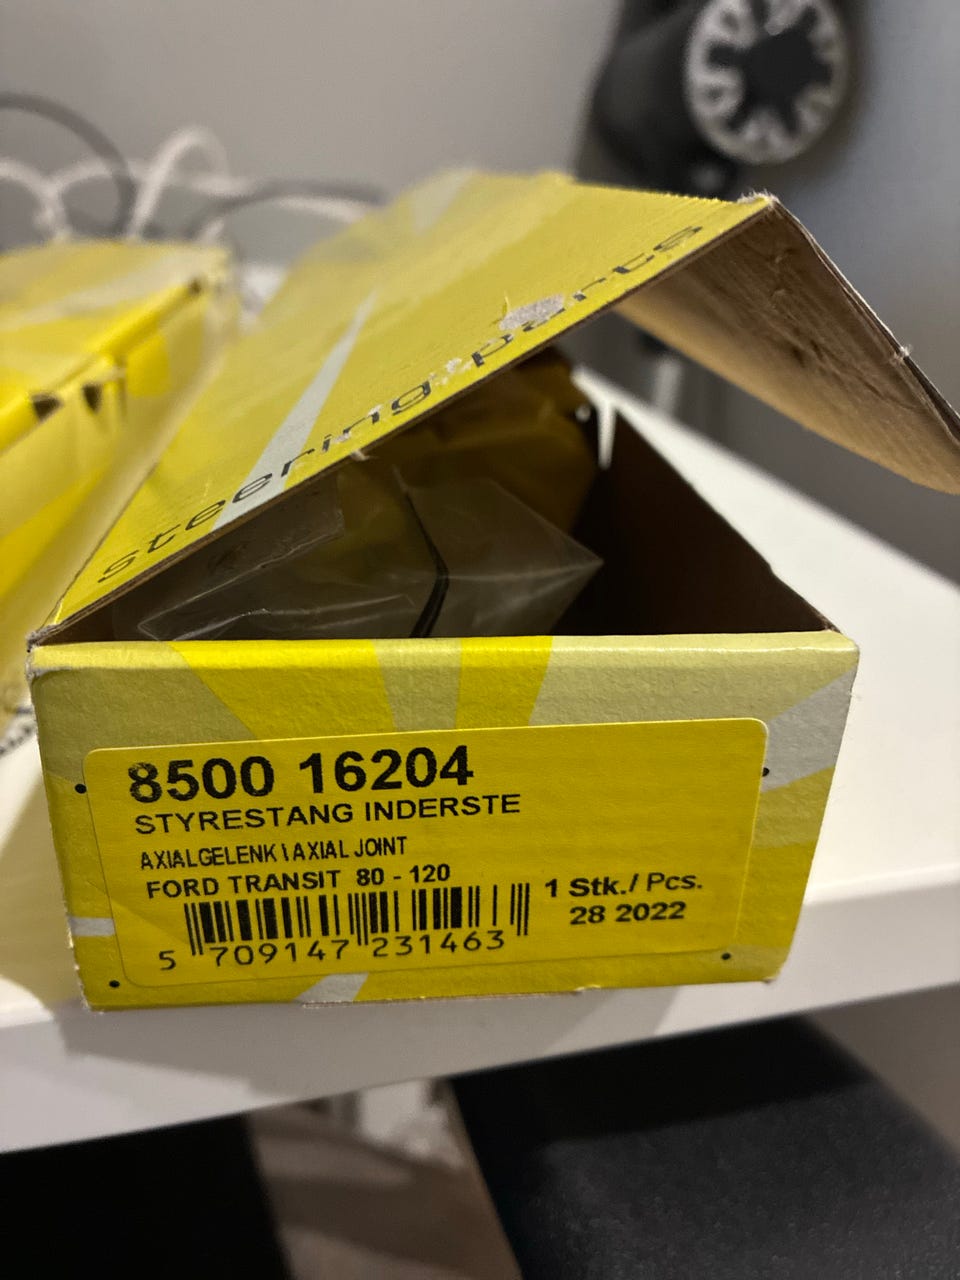 steering parts
8500 16204
STYRESTANG INDERSTE
AXIALGELENK \ AXIAL JOINT
FORD TRANSIT 80 - 120
1 Stk./ Pcs.
28 2022
5 709147 231463